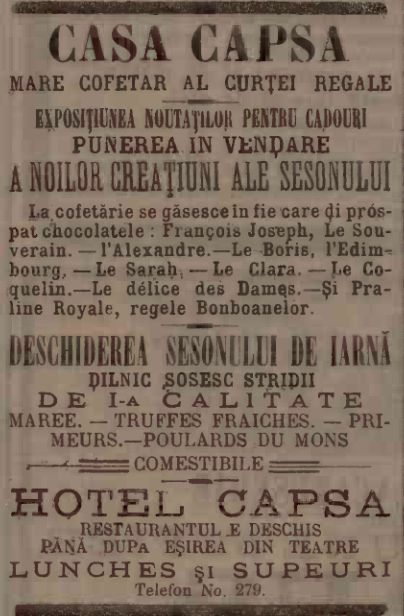 CASA CAPSA
MARE COFETAR AL CURȚEI REGALE
EXPOSIȚIUNEA NOUTAȚILOR PENTRU CADOURI
PUNEREA IN VENDARE
A NOILOR CREAȚIUNI ALE SESONULUI
La cofetărie se găsesce in fie care ḑi prós-
pat chocolatele : François Joseph, Le Sou-
verain. — l'Alexandre.—Le Boris, l'Edim-
bourg, — Le Sarah, — Le Clara. — Le Co-
quelin.—Le délice des Dames.—Și Pra-
line Royale, regele Bonboanelor.
DESCHIDEREA SESONULUI DE IARNĂ
ḐILNIC SOSESC STRIDII
DE I-A CALITATE
MAREE. — TRUFFES FRAICHES. — PRI-
MEURS.—POULARDS DU MONS
COMESTIBILE
HOTEL CAPSA
RESTAURANTUL E DESCHIS
PĂNĂ DUPA EȘIREA DIN TEATRE
LUNCHES ȘI SUPEURI
Telefon No. 279.